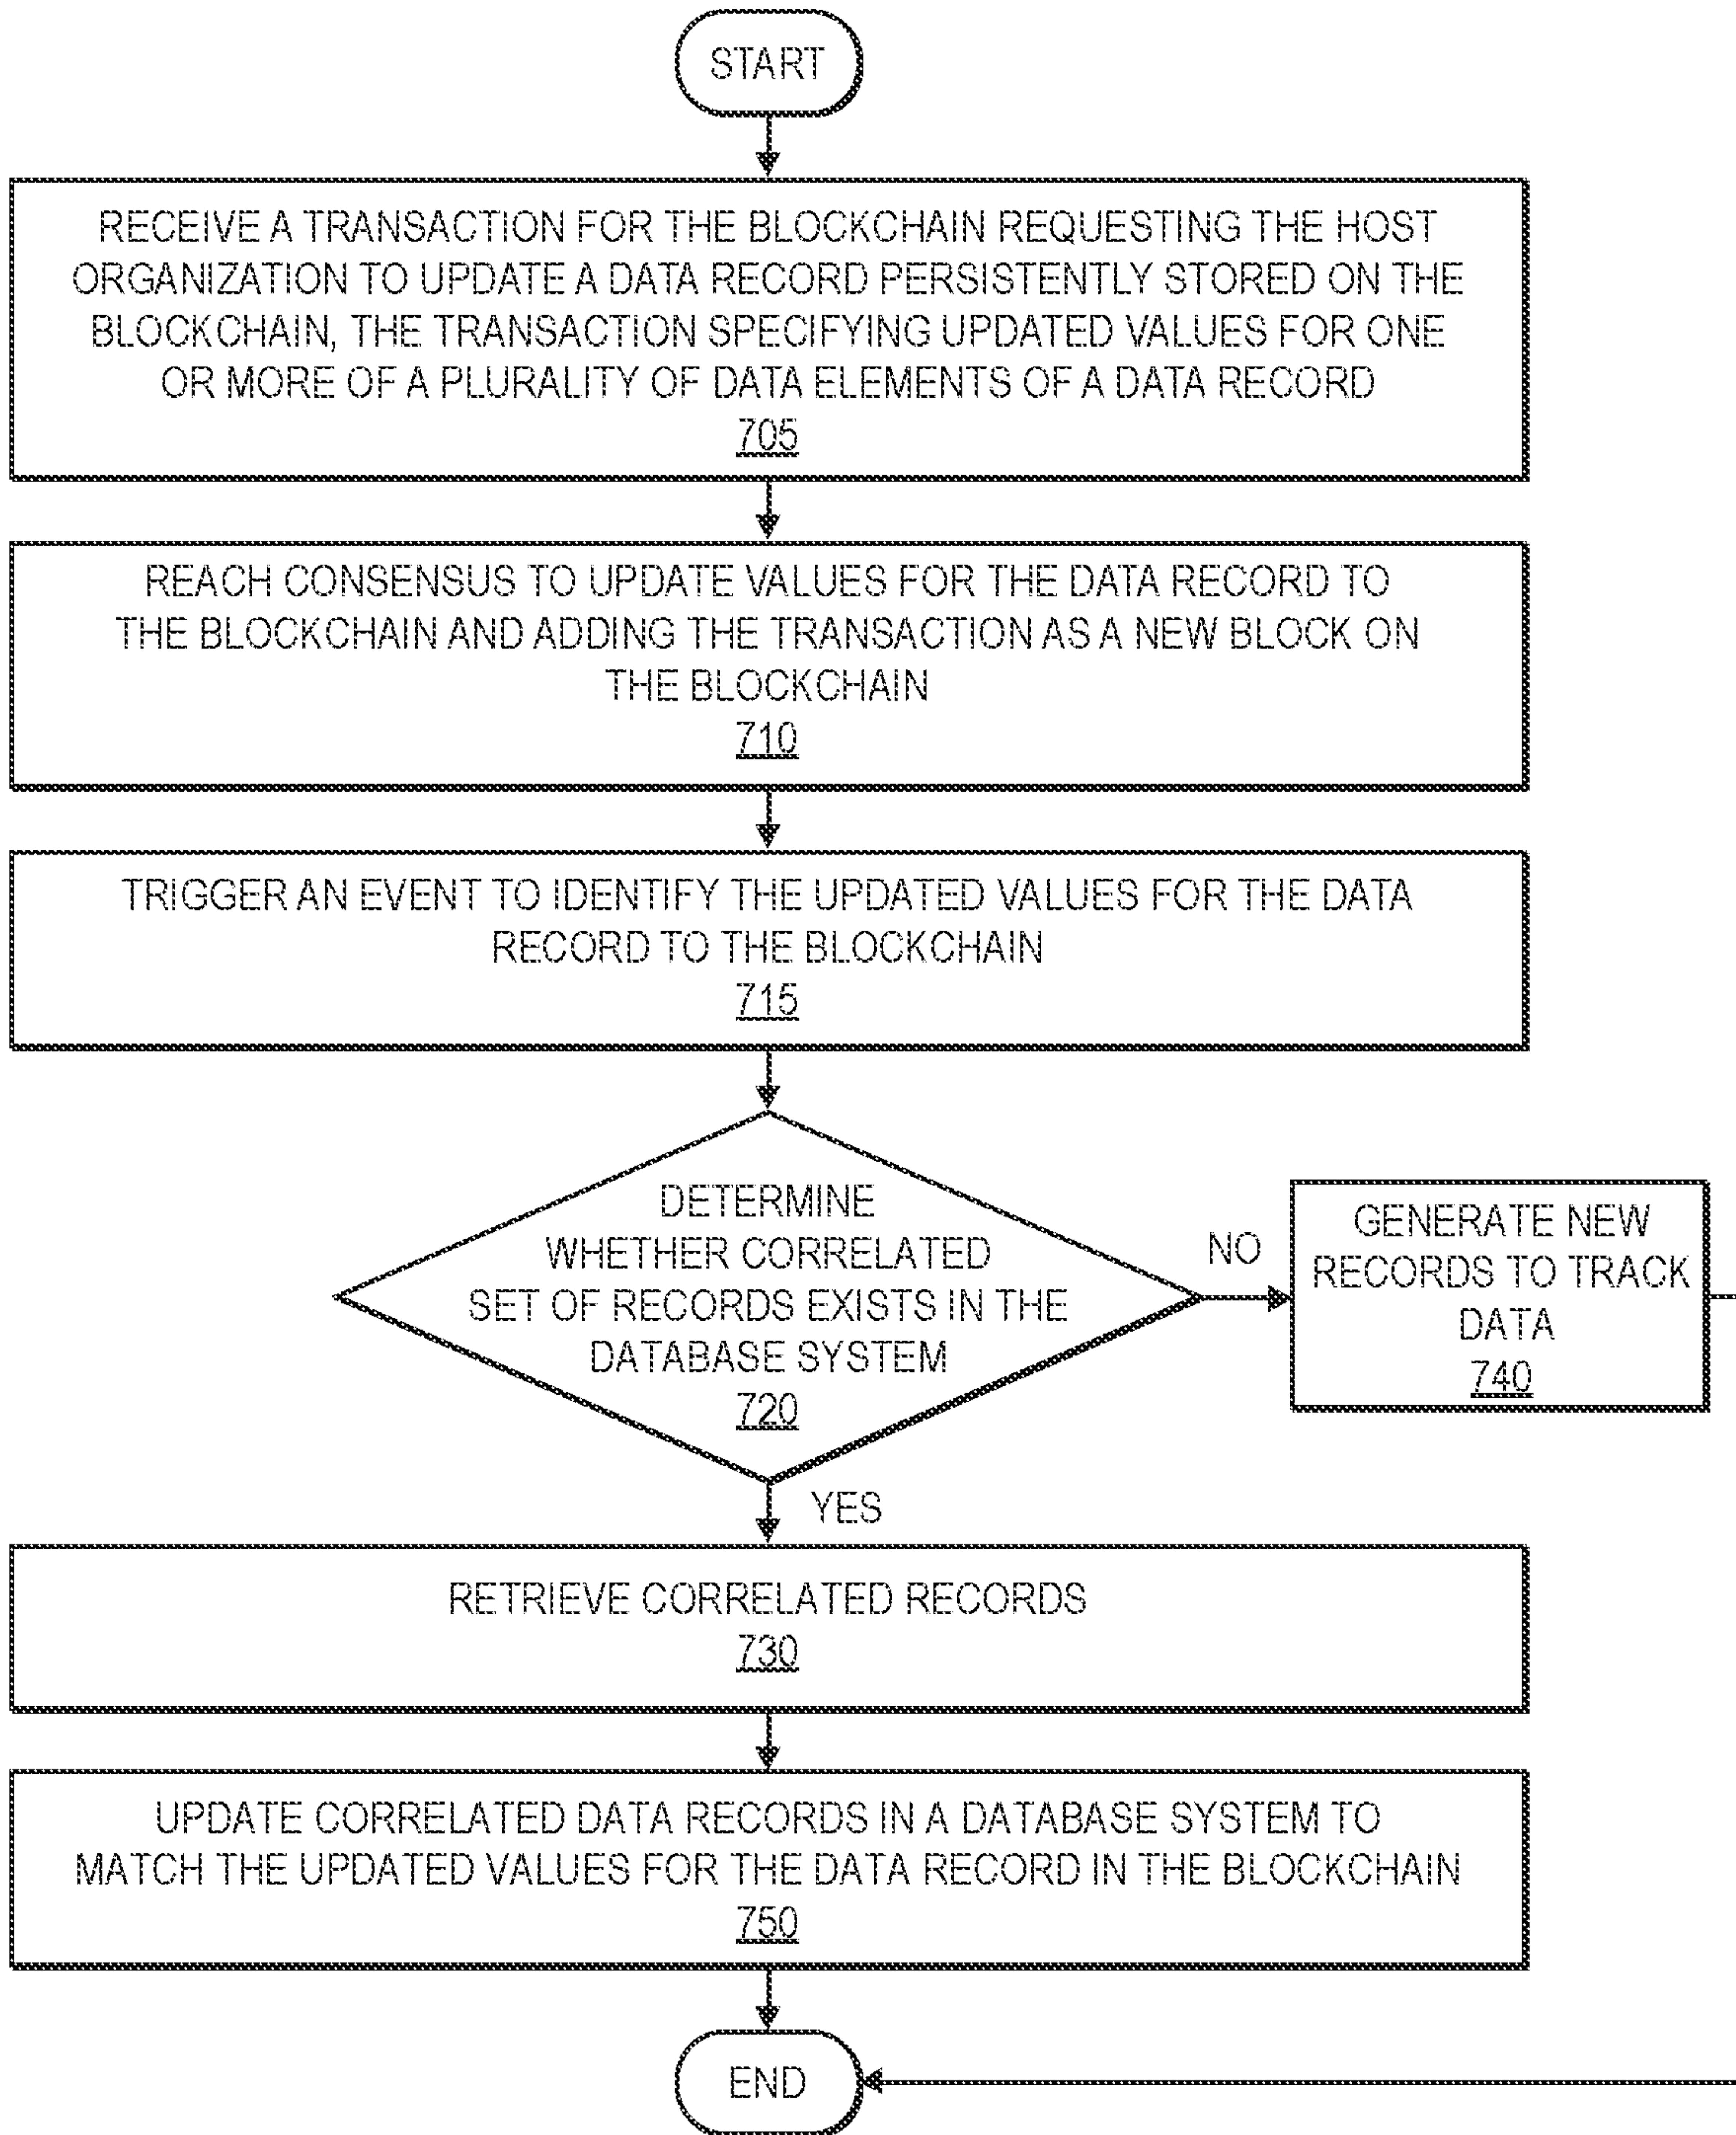 START
RECEIVE A TRANSACTION FOR THE BLOCKCHAIN REQUESTING THE HOST
ORGANIZATION TO UPDATE A DATA RECORD PERSISTENTLY STORED ON THE
BLOCKCHAIN, THE TRANSACTION SPECIFYING UPDATED VALUES FOR ONE
OR MORE OF A PLURALITY OF DATA ELEMENTS OF A DATA RECORD
705
REACH CONSENSUS TO UPDATE VALUES FOR THE DATA RECORD TO
THE BLOCKCHAIN AND ADDING THE TRANSACTION AS A NEW BLOCK ON
THE BLOCKCHAIN
710
TRIGGER AN EVENT TO IDENTIFY THE UPDATED VALUES FOR THE DATA
RECORD TO THE BLOCKCHAIN
715
DETERMINE
WHETHER CORRELATED
SET OF RECORDS EXISTS IN THE
DATABASE SYSTEM
720
NO
GENERATE NEW
RECORDS TO TRACK
DATA
740
YES
RETRIEVE CORRELATED RECORDS
730
UPDATE CORRELATED DATA RECORDS IN A DATABASE SYSTEM TO
MATCH THE UPDATED VALUES FOR THE DATA RECORD IN THE BLOCKCHAIN
750
END